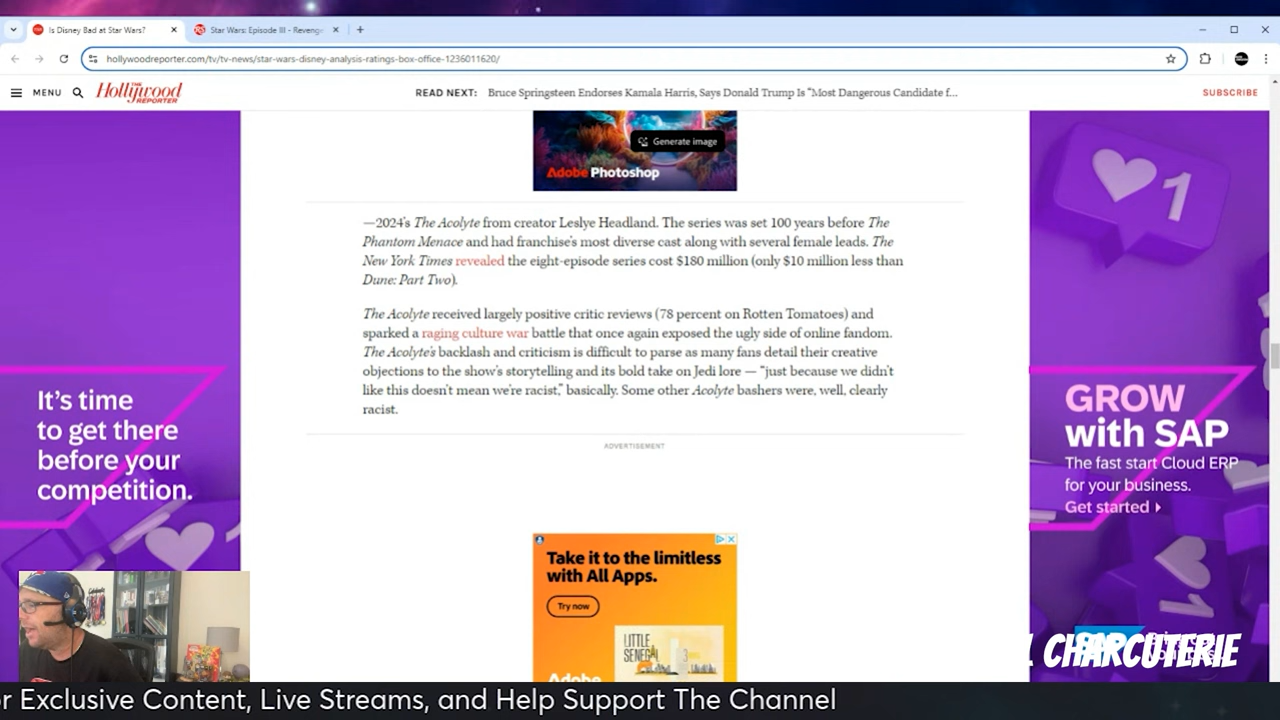 Is Disney Bad at Star Wars?
Star Wars: Episode III - Revenge
hollywoodreporter.com/tv/tv-news/star-wars-disney-analysis-ratings-box-office-1236011620/
MENU
THE
Hollywood
REPORTER
READ NEXT: Bruce Springsteen Endorses Kamala Harris, Says Donald Trump Is “Most Dangerous Candidate f...
SUBSCRIBE
Generate image
Adobe Photoshop
—2024’s The Acolyte from creator Leslye Headland. The series was set 100 years before The
Phantom Menace and had franchise’s most diverse cast along with several female leads. The
New York Times revealed the eight-episode series cost $180 million (only $10 million less than
Dune: Part Two).
The Acolyte received largely positive critic reviews (78 percent on Rotten Tomatoes) and
sparked a raging culture war battle that once again exposed the ugly side of online fandom.
The Acolyte’s backlash and criticism is difficult to parse as many fans detail their creative
objections to the show’s storytelling and its bold take on Jedi lore — “just because we didn’t
like this doesn’t mean we’re racist,” basically. Some other Acolyte bashers were, well, clearly
racist.
ADVERTISEMENT
It’s time
to get there
before your
competition.
1
GROW
with SAP
The fast start Cloud ERP
for your business.
Get started
Take it to the limitless
with All Apps.
Try now
LITTLE
SENEGAL
Adobe
CHARCUTERIE
or Exclusive Content, Live Streams, and Help Support The Channel